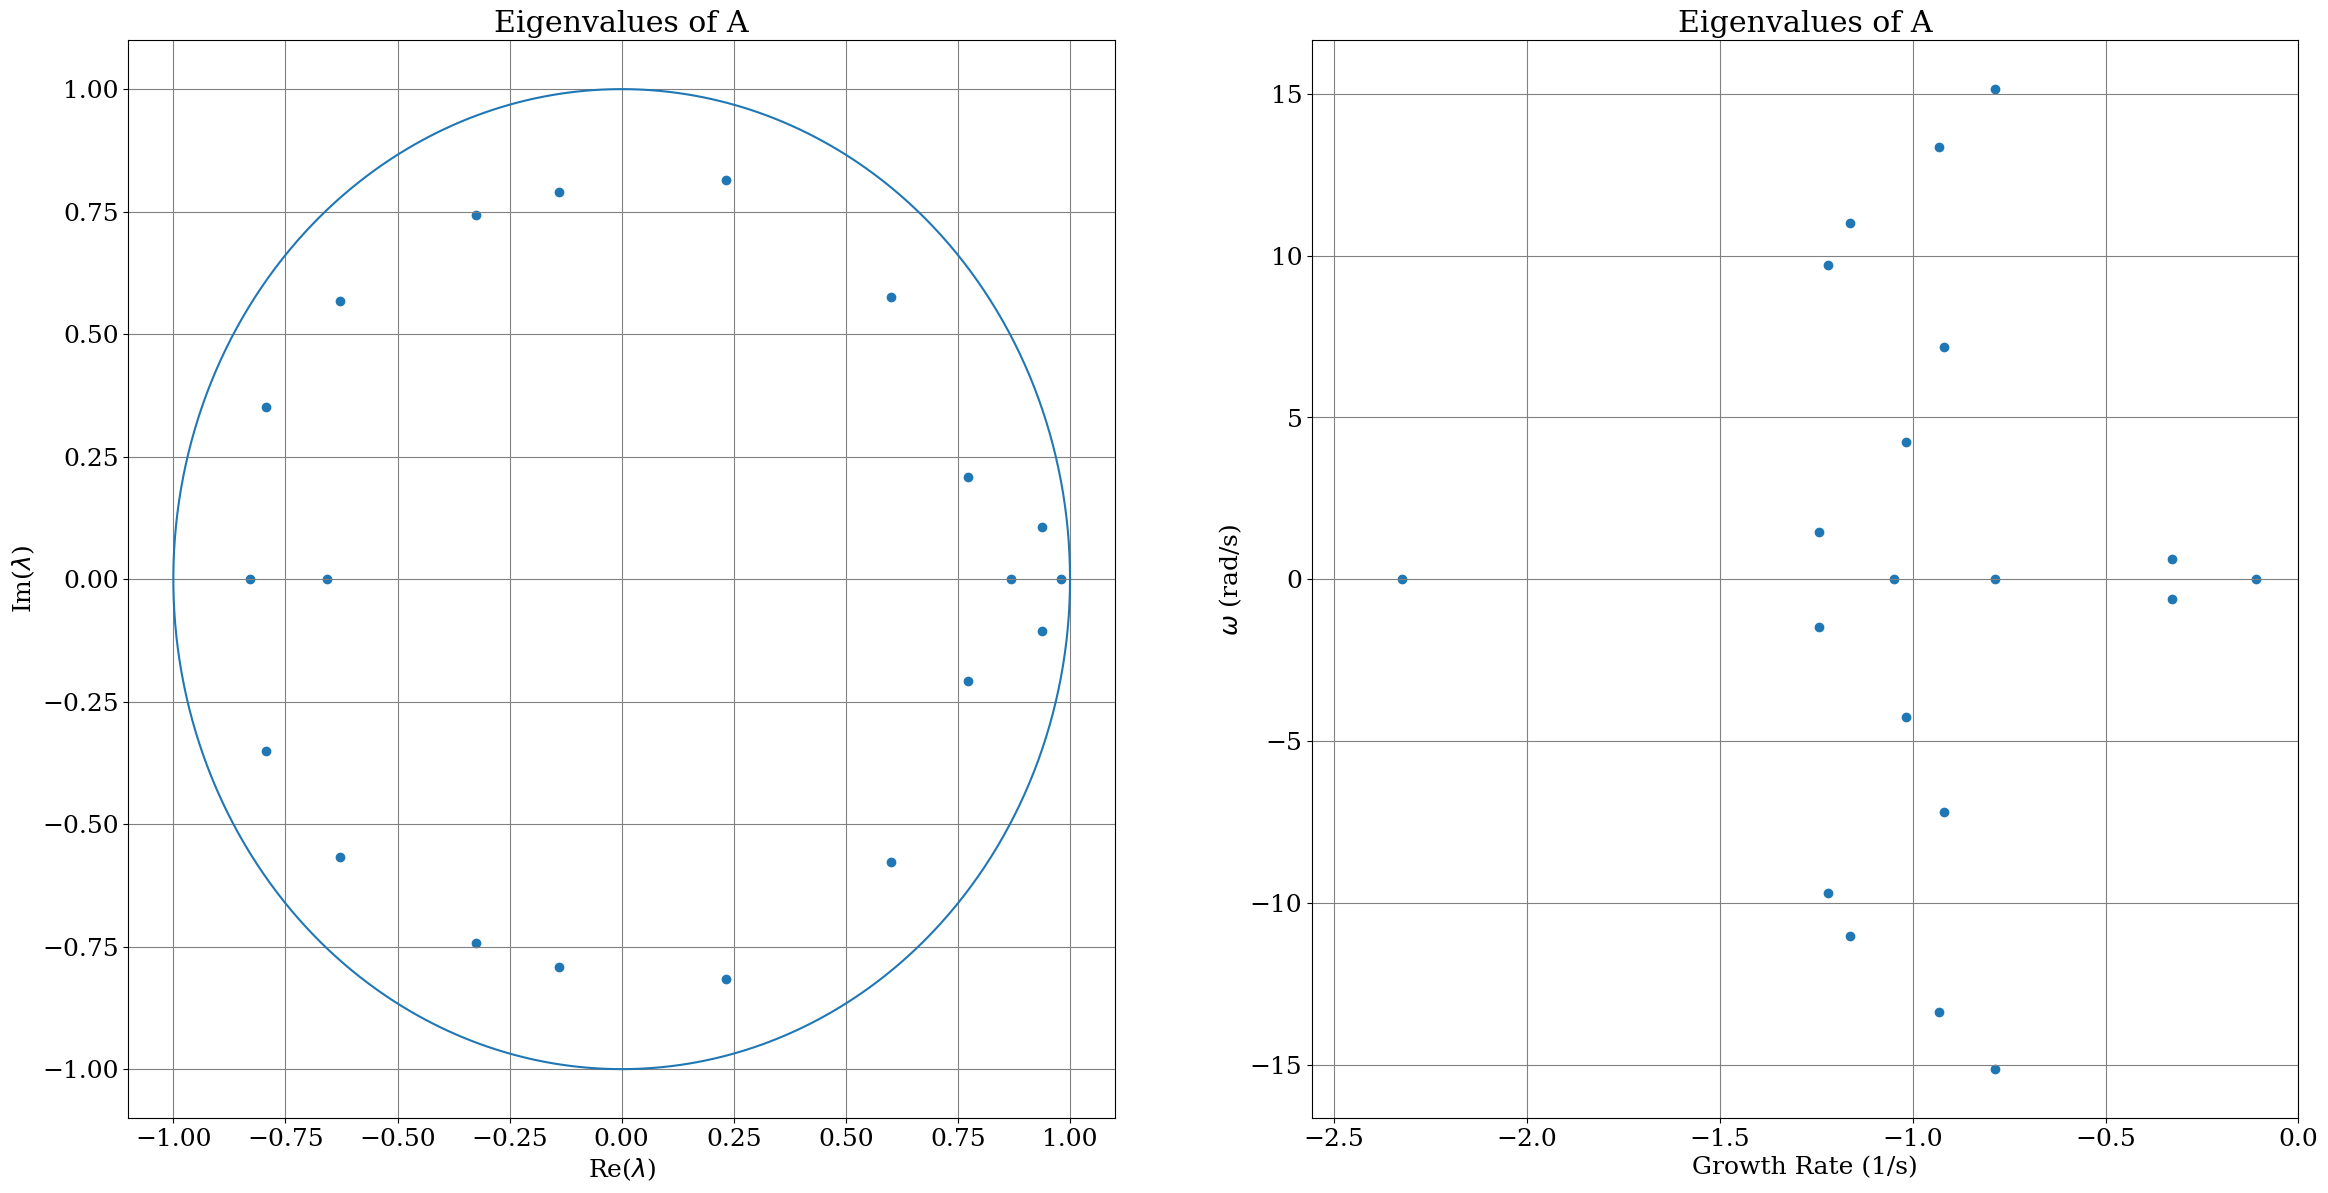 Eigenvalues of A
1.00
0.75
0.50
0.25
0.00
−0.25
−0.50
−0.75
−1.00
Im(λ)
−1.00 −0.75 −0.50 −0.25 0.00 0.25 0.50 0.75 1.00
Re(λ)
Eigenvalues of A
15
10
5
0
−5
−10
−15
ω (rad/s)
−2.5 −2.0 −1.5 −1.0 −0.5 0.0
Growth Rate (1/s)